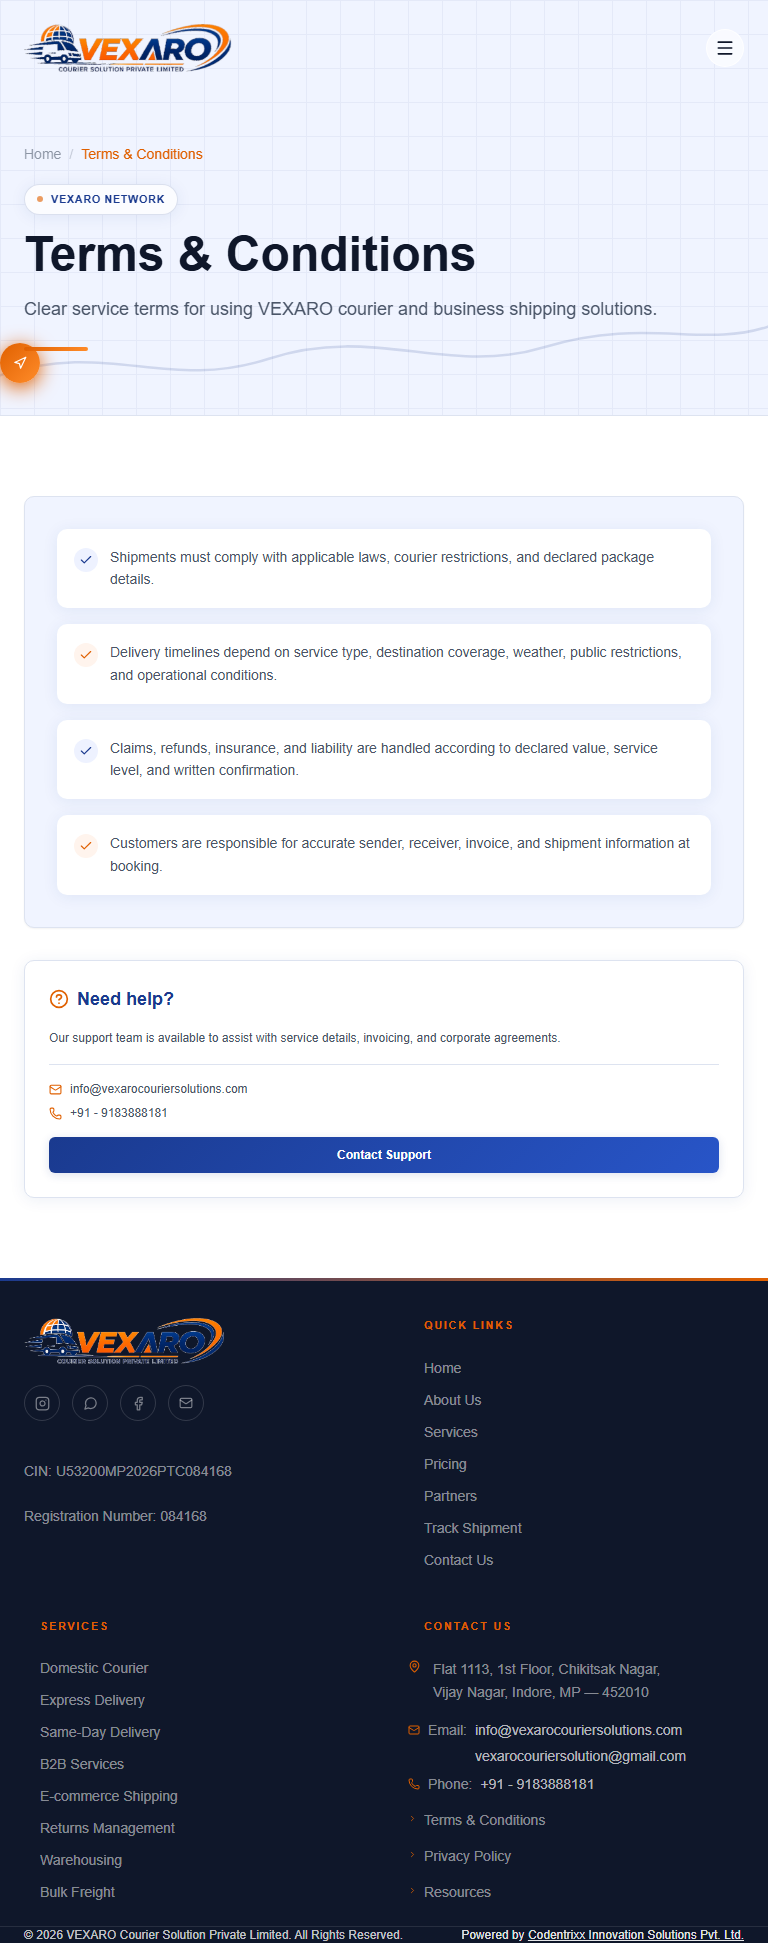 VEXARO
COURIER SOLUTION PRIVATE LIMITED
Home / Terms & Conditions
VEXARO NETWORK
Terms & Conditions
Clear service terms for using VEXARO courier and business shipping solutions.
Shipments must comply with applicable laws, courier restrictions, and declared package
details.
Delivery timelines depend on service type, destination coverage, weather, public restrictions,
and operational conditions.
Claims, refunds, insurance, and liability are handled according to declared value, service
level, and written confirmation.
Customers are responsible for accurate sender, receiver, invoice, and shipment information at
booking.
Need help?
Our support team is available to assist with service details, invoicing, and corporate agreements.
info@vexarocouriersolutions.com
+91 - 9183888181
Contact Support
VEXARO
COURIER SOLUTION PRIVATE LIMITED
CIN: U53200MP2026PTC084168
Registration Number: 084168
QUICK LINKS
Home
About Us
Services
Pricing
Partners
Track Shipment
Contact Us
SERVICES
Domestic Courier
Express Delivery
Same-Day Delivery
B2B Services
E-commerce Shipping
Returns Management
Warehousing
Bulk Freight
CONTACT US
Flat 1113, 1st Floor, Chikitsak Nagar,
Vijay Nagar, Indore, MP — 452010
Email: info@vexarocouriersolutions.com
vexarocouriersolution@gmail.com
Phone: +91 - 9183888181
Terms & Conditions
Privacy Policy
Resources
© 2026 VEXARO Courier Solution Private Limited. All Rights Reserved.
Powered by Codentrixx Innovation Solutions Pvt. Ltd.